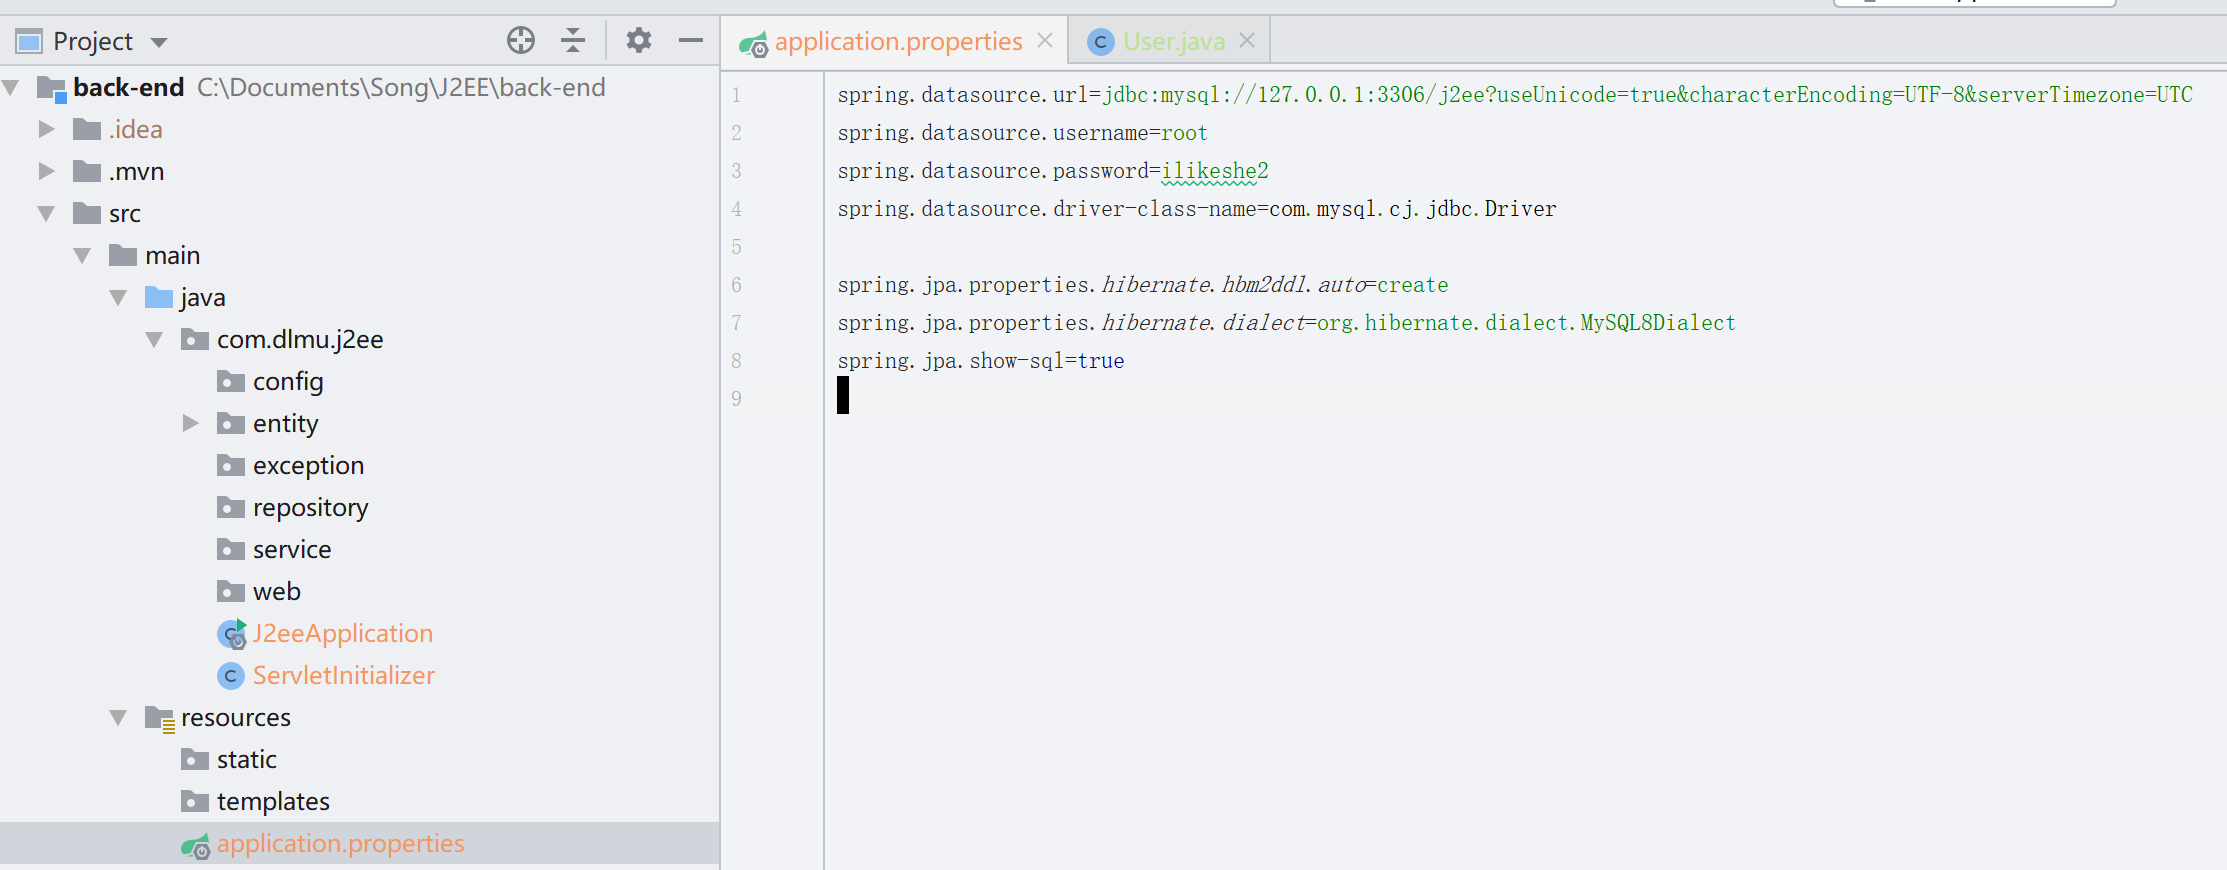 Project
back-end C:\Documents\Song\J2EE\back-end
.idea
.mvn
src
main
java
com.dlmu.j2ee
config
entity
exception
repository
service
web
J2eeApplication
ServletInitializer
resources
static
templates
application.properties
application.properties
User.java
1 spring.datasource.url=jdbc:mysql://127.0.0.1:3306/j2ee?useUnicode=true&characterEncoding=UTF-8&serverTimezone=UTC
2 spring.datasource.username=root
3 spring.datasource.password=ilikeshe2
4 spring.datasource.driver-class-name=com.mysql.cj.jdbc.Driver
5
6 spring.jpa.properties.hibernate.hbm2ddl.auto=create
7 spring.jpa.properties.hibernate.dialect=org.hibernate.dialect.MySQL8Dialect
8 spring.jpa.show-sql=true
9